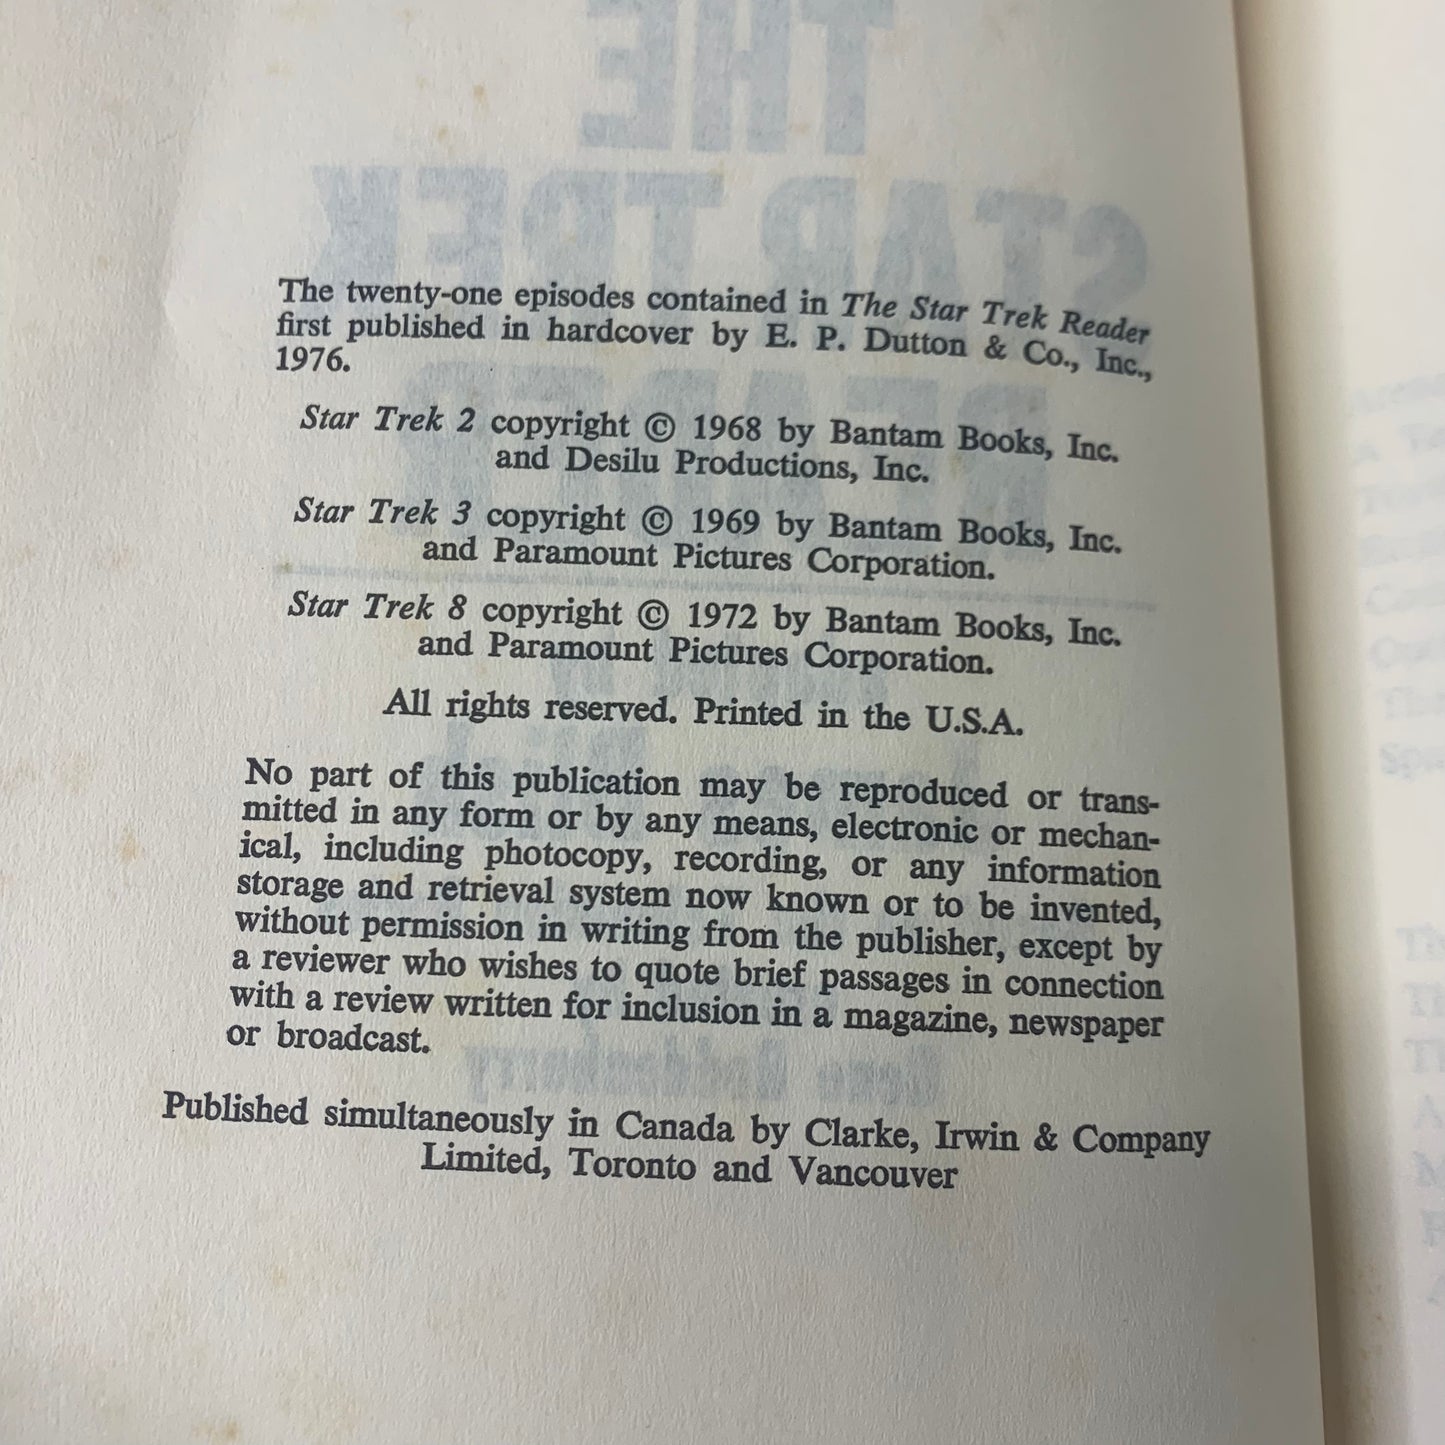 The twenty-one episodes contained in The Star Trek Reader
first published in hardcover by E. P. Dutton & Co., Inc.,
1976.
Star Trek 2 copyright © 1968 by Bantam Books, Inc.
and Desilu Productions, Inc.
Star Trek 3 copyright © 1969 by Bantam Books, Inc.
and Paramount Pictures Corporation.
Star Trek 8 copyright © 1972 by Bantam Books, Inc.
and Paramount Pictures Corporation.
All rights reserved. Printed in the U.S.A.
No part of this publication may be reproduced or trans-
mitted in any form or by any means, electronic or mechan-
ical, including photocopy, recording, or any information
storage and retrieval system now known or to be invented,
without permission in writing from the publisher, except by
a reviewer who wishes to quote brief passages in connection
with a review written for inclusion in a magazine, newspaper
or broadcast.
Published simultaneously in Canada by Clarke, Irwin & Company
Limited, Toronto and Vancouver